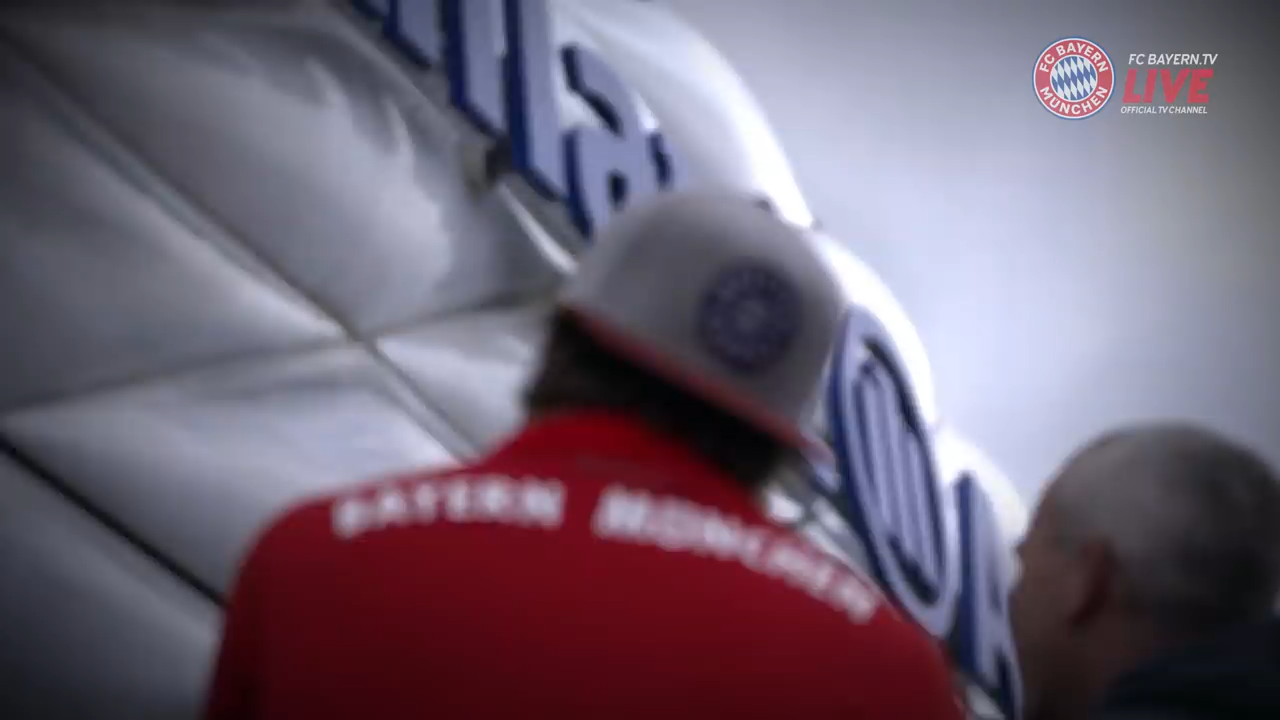 FC BAYERN
MÜNCHEN
FC BAYERN.TV
LIVE
OFFICIAL TV CHANNEL
BAYERN MÜNCHEN